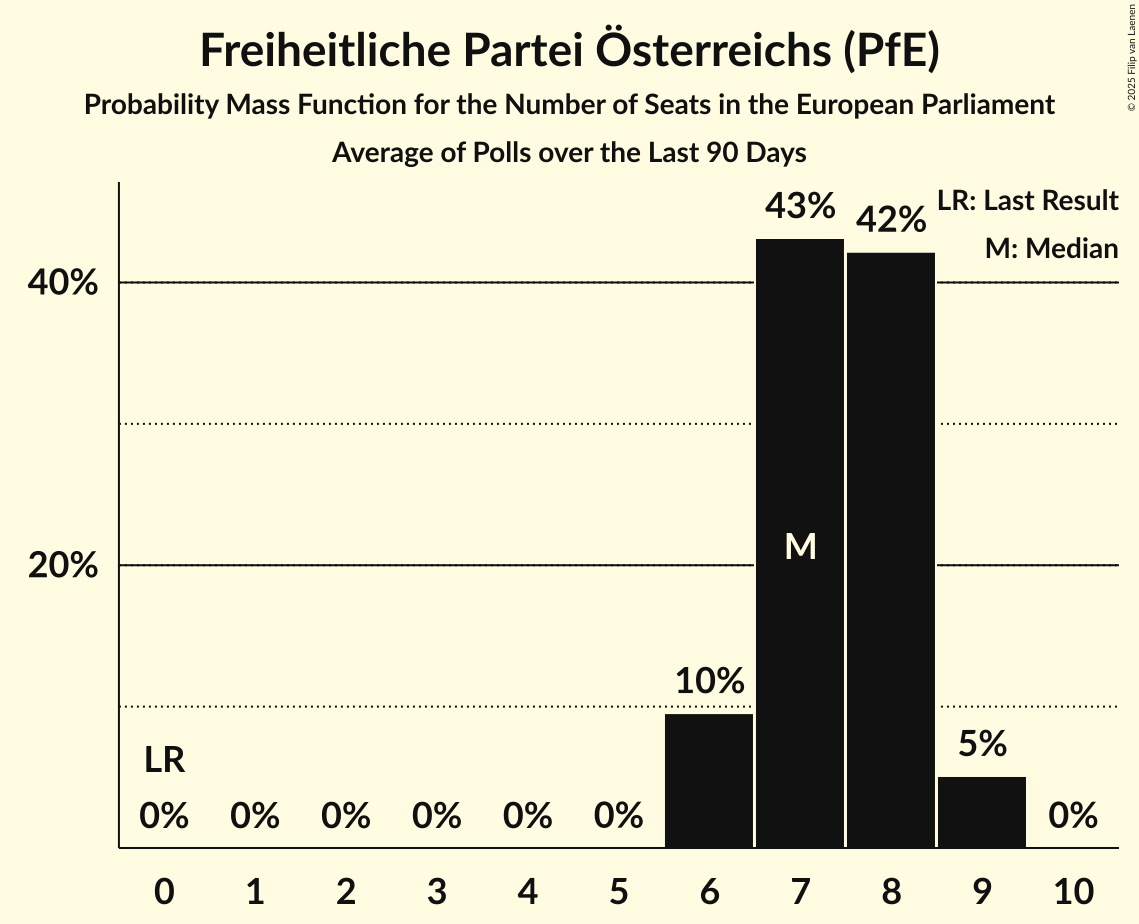 Freiheitliche Partei Österreichs (PfE)
Probability Mass Function for the Number of Seats in the European Parliament
Average of Polls over the Last 90 Days
© 2025 Filip van Laenen
LR: Last Result
M: Median
43%
42%
40%
20%
M
10%
5%
LR
0%
0%
0%
0%
0%
0%
0%
0 1 2 3 4 5 6 7 8 9 10